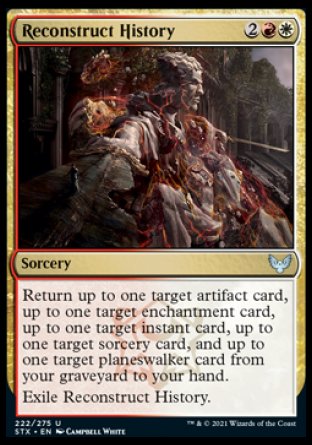 Reconstruct History 2
Sorcery
Return up to one target artifact card,
up to one target enchantment card,
up to one target instant card, up to
one target sorcery card, and up to
one target planeswalker card from
your graveyard to your hand.
Exile Reconstruct History.
222/275 U
STX • EN CAMPBELL WHITE
™ & © 2021 Wizards of the Coast